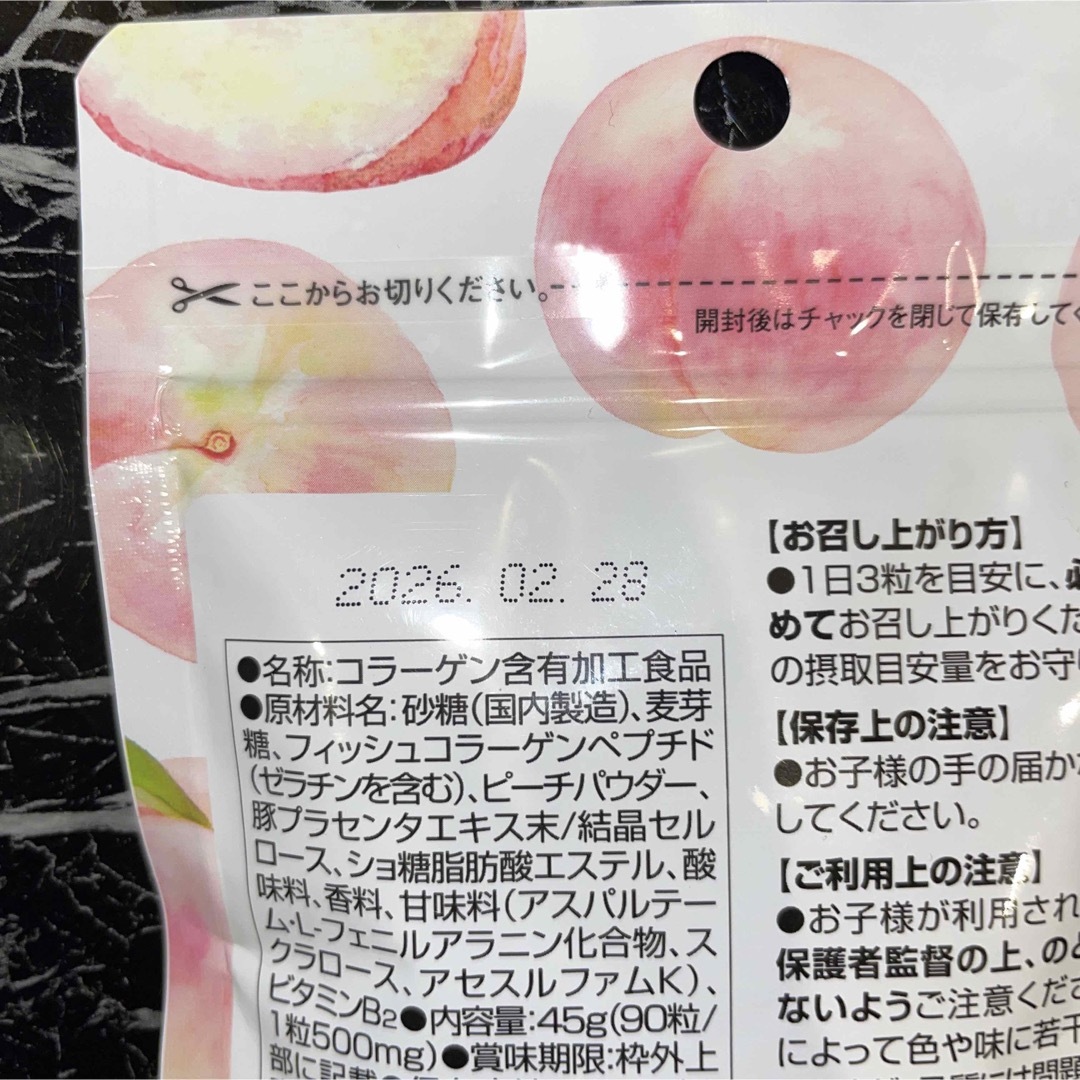 ここからお切りください。
開封後はチャックを閉じて保存してく
2026.02.28
●名称:コラーゲン含有加工食品
●原材料名:砂糖(国内製造)、麦芽
糖、フィッシュコラーゲンペプチド
(ゼラチンを含む)、ピーチパウダー、
豚プラセンタエキス末/結晶セル
ロース、ショ糖脂肪酸エステル、酸
味料、香料、甘味料(アスパルテー
ム・L-フェニルアラニン化合物、ス
クラロース、アセスルファムK)、
ビタミンB2●内容量:45g(90粒/
1粒500mg)●賞味期限:枠外上
部に記載
【お召し上がり方】
●1日3粒を目安に、
めてお召し上がりくだ
の摂取目安量をお守
【保存上の注意】
●お子様の手の届か
してください。
【ご利用上の注意】
●お子様が利用され
保護者監督の上、のど
ないようご注意くださ
によって色や味に若干